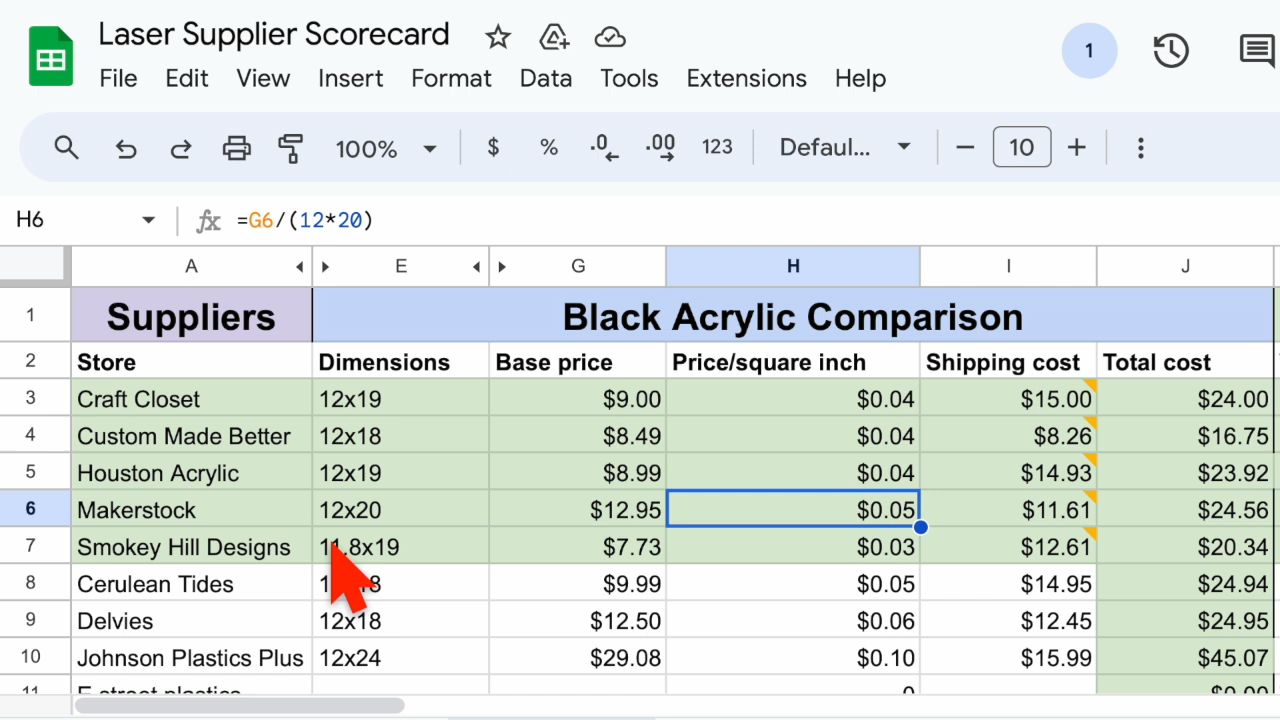 Laser Supplier Scorecard
File Edit View Insert Format Data Tools Extensions Help
1
100% $ % .0 .00 123 Defaul... 10
H6 fx =G6/(12*20)
A E G H I J
1 Suppliers Black Acrylic Comparison
2 Store Dimensions Base price Price/square inch Shipping cost Total cost
3 Craft Closet 12x19 $9.00 $0.04 $15.00 $24.00
4 Custom Made Better 12x18 $8.49 $0.04 $8.26 $16.75
5 Houston Acrylic 12x19 $8.99 $0.04 $14.93 $23.92
6 Makerstock 12x20 $12.95 $0.05 $11.61 $24.56
7 Smokey Hill Designs 11.8x19 $7.73 $0.03 $12.61 $20.34
8 Cerulean Tides $9.99 $0.05 $14.95 $24.94
9 Delvies 12x18 $12.50 $0.06 $12.45 $24.95
10 Johnson Plastics Plus 12x24 $29.08 $0.10 $15.99 $45.07
11 E street plastics 0 $0.00